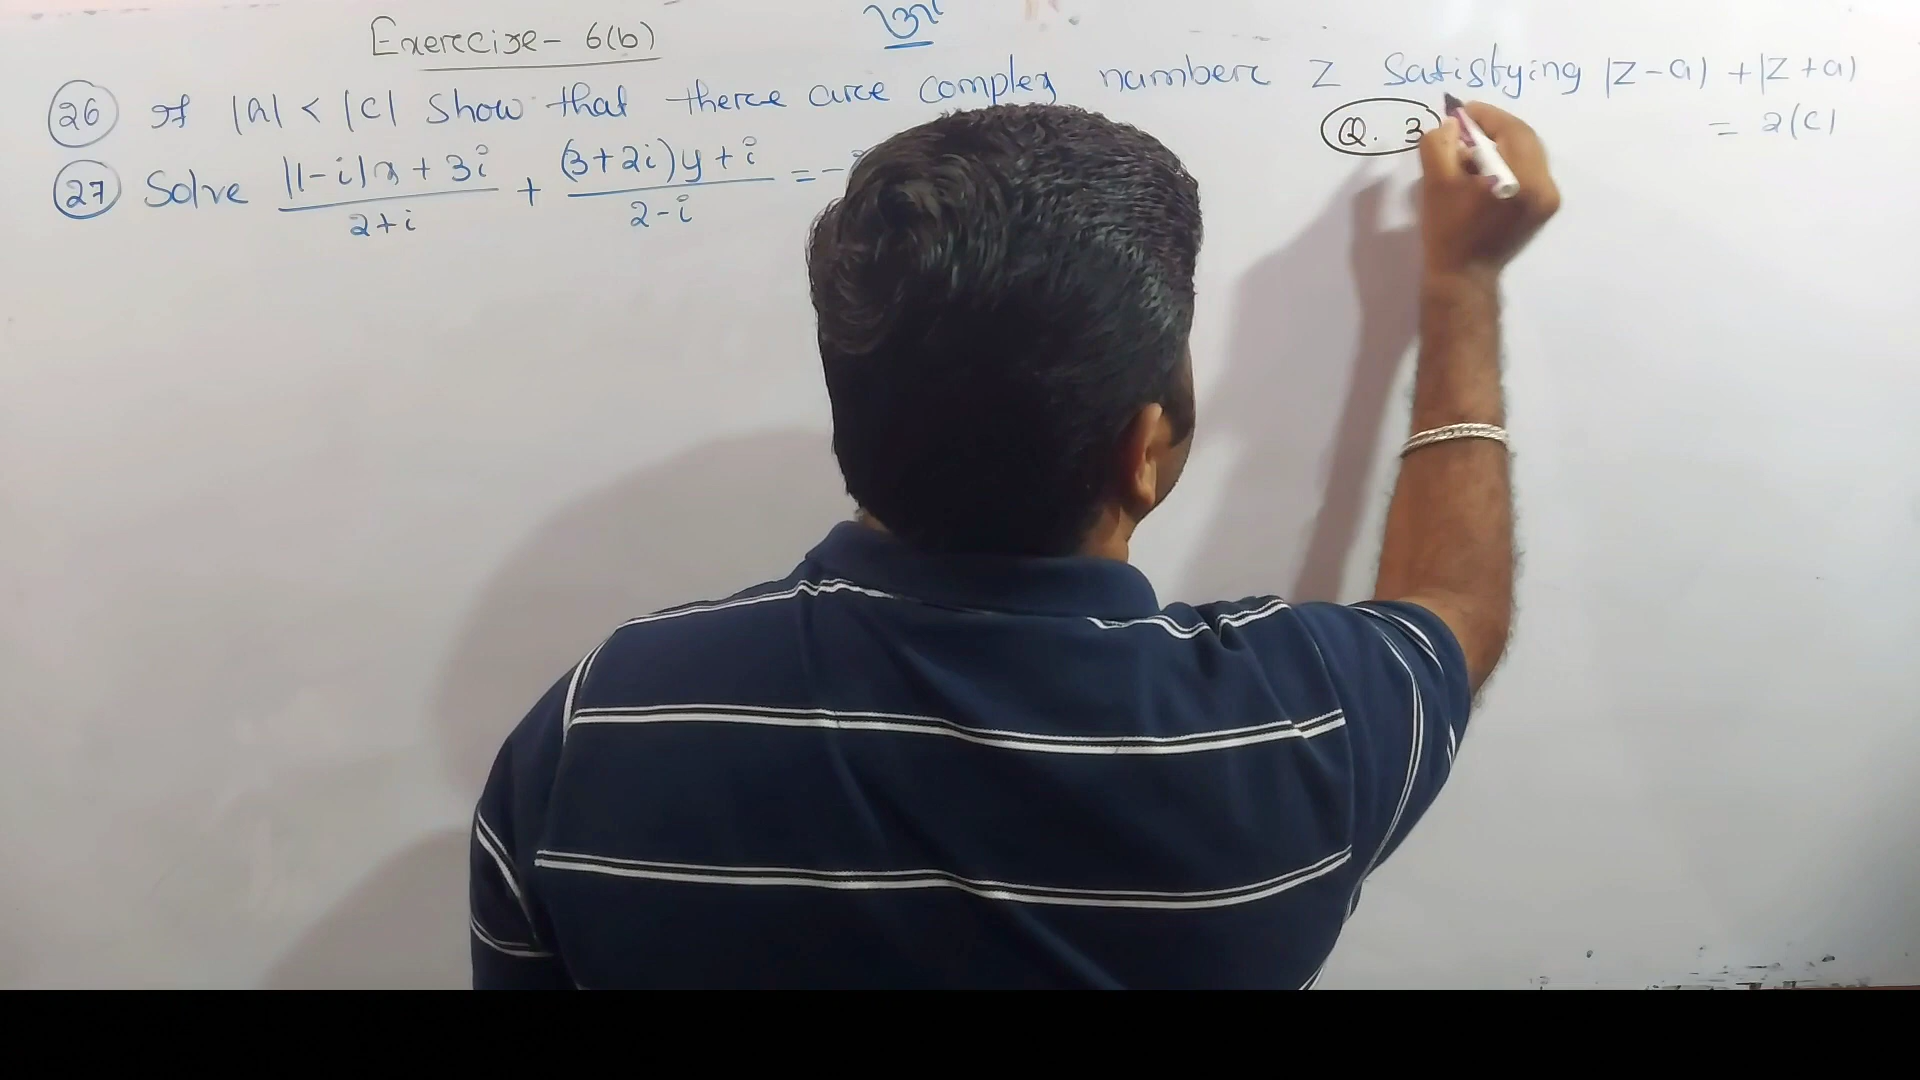 Exercise- 6(b)
ॐ
(26) If |a| < |c| show that there are complex number z satisfying |z-a| + |z+a|
= 2|c|
Q. 3
(27) Solve |1-i|x + 3i / 2+i + (3+2i)y + i / 2-i = -